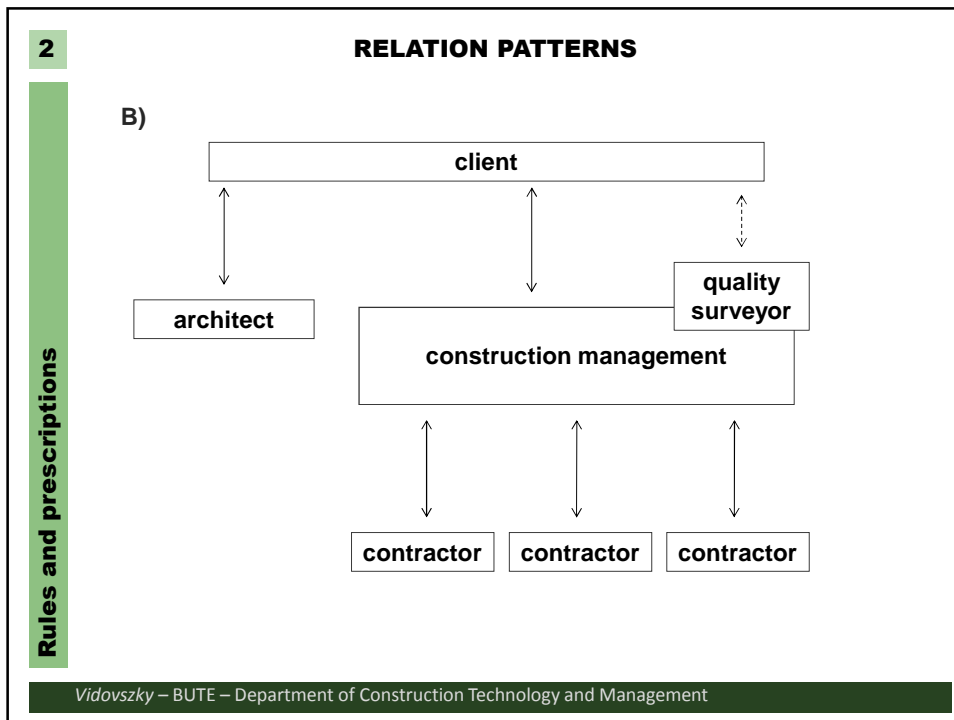 2
RELATION PATTERNS
Rules and prescriptions
B)
client
quality
surveyor
architect
construction management
contractor
contractor
contractor
Vidovszky – BUTE – Department of Construction Technology and Management